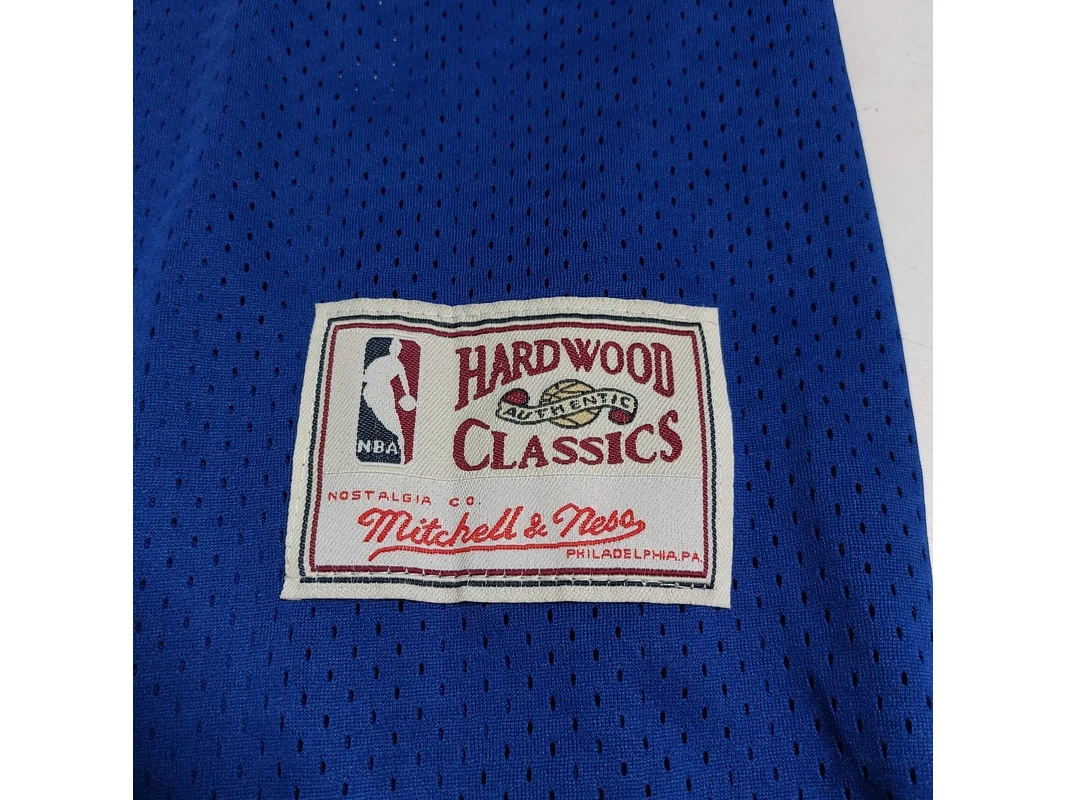 HARDWOOD
AUTHENTIC
CLASSICS
NBA
NOSTALGIA CO.
Mitchell & Ness
PHILADELPHIA, PA